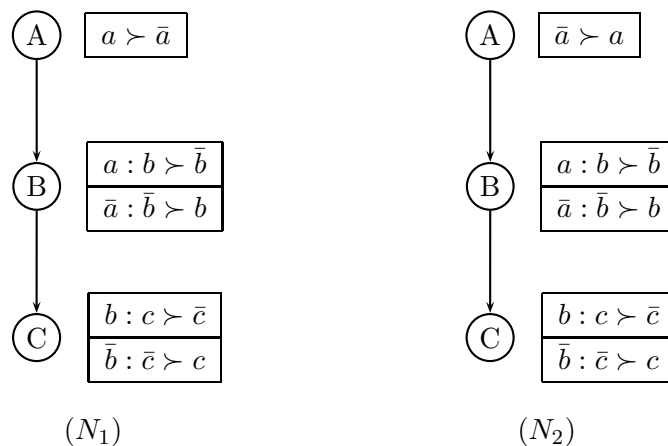 A a ≻ ā A ā ≻ a
a : b ≻ b̄ a : b ≻ b̄
B B
ā : b̄ ≻ b ā : b̄ ≻ b
b : c ≻ c̄ b : c ≻ c̄
C C
b̄ : c̄ ≻ c b̄ : c̄ ≻ c
(N₁) (N₂)